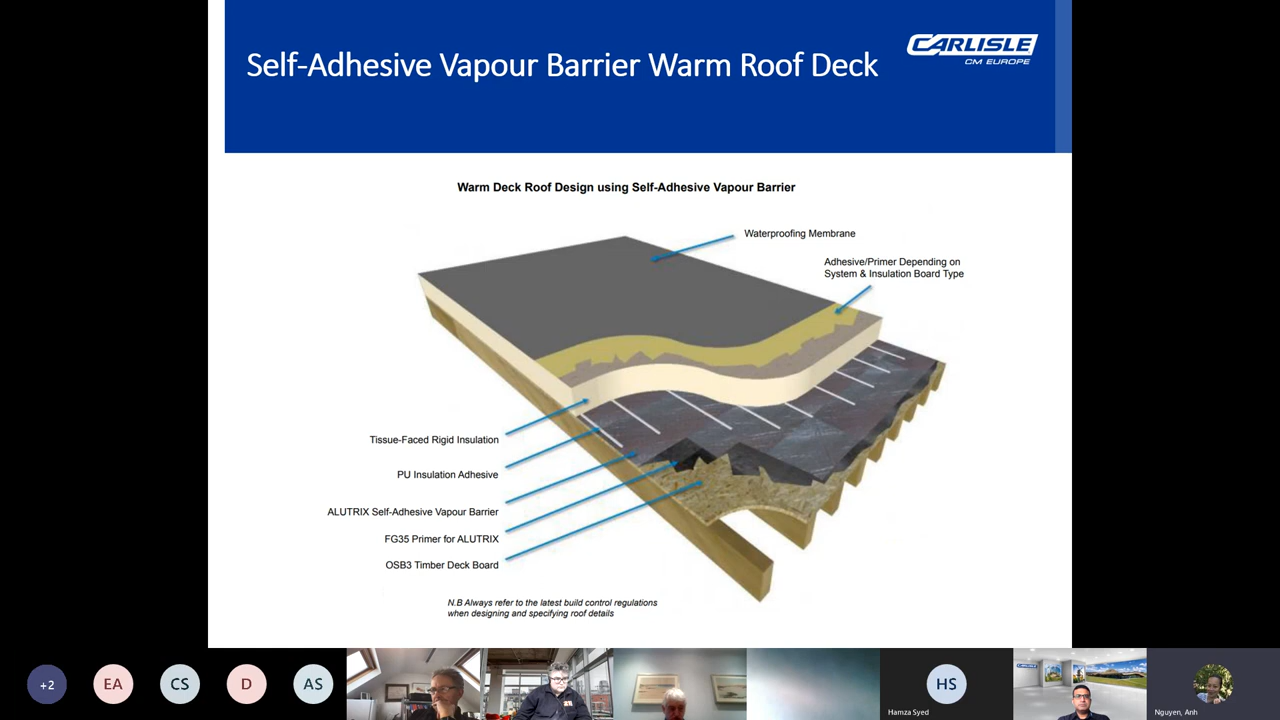 Self-Adhesive Vapour Barrier Warm Roof Deck
CARLISLE
CM EUROPE
Warm Deck Roof Design using Self-Adhesive Vapour Barrier
Waterproofing Membrane
Adhesive/Primer Depending on
System & Insulation Board Type
Tissue-Faced Rigid Insulation
PU Insulation Adhesive
ALUTRIX Self-Adhesive Vapour Barrier
FG35 Primer for ALUTRIX
OSB3 Timber Deck Board
N.B Always refer to the latest build control regulations
when designing and specifying roof details
+2
EA
CS
D
AS
HS
Hamza Syed
CARLISLE
Nguyen, Anh